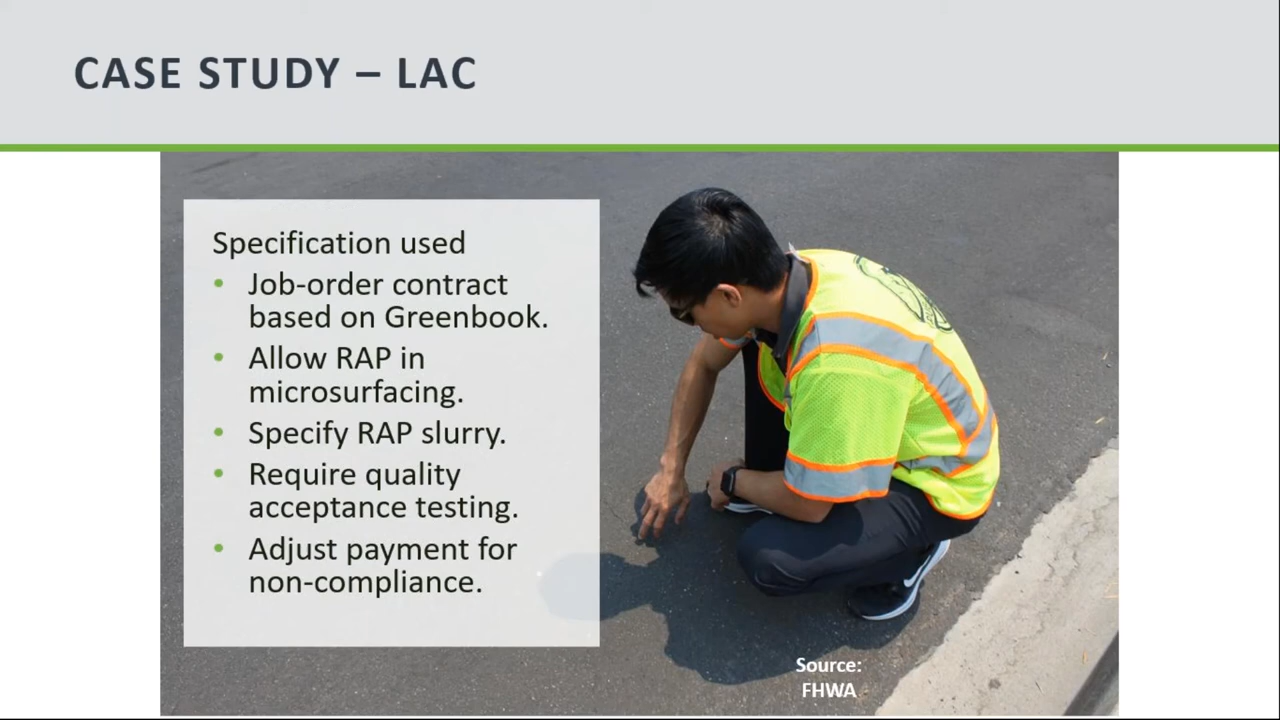 CASE STUDY – LAC
Specification used
• Job-order contract
based on Greenbook.
• Allow RAP in
microsurfacing.
• Specify RAP slurry.
• Require quality
acceptance testing.
• Adjust payment for
non-compliance.
Source:
FHWA